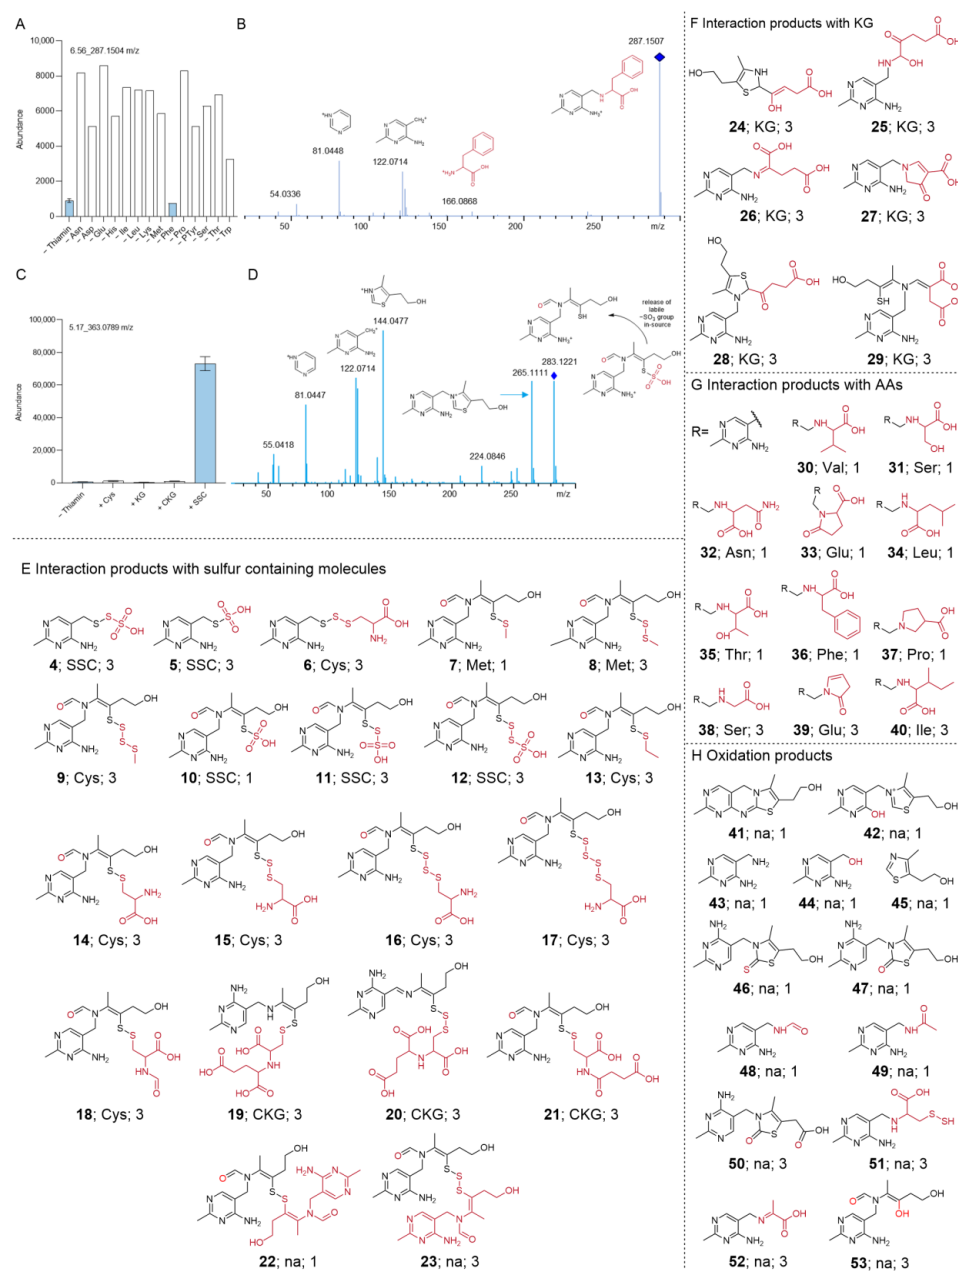 A
6.56_287.1504 m/z
10,000
8000
6000
4000
2000
0
Abundance
– Thiamin
– Asn
– Asp
– Glu
– His
– Ile
– Leu
– Lys
– Met
– Phe
– Pro
– pTyr
– Ser
– Thr
– Trp
B
287.1507
81.0448
122.0714
166.0868
54.0336
50
100
150
200
250
m/z
C
5.17_363.0789 m/z
100,000
80,000
60,000
40,000
20,000
0
Abundance
– Thiamin
+ Cys
+ KG
+ CKG
+ SSC
D
144.0477
122.0714
81.0447
55.0418
224.0846
265.1111
283.1221
release of
labile
–SO3 group
in-source
50
100
150
200
250
m/z
E Interaction products with sulfur containing molecules
4; SSC; 3
5; SSC; 3
6; Cys; 3
7; Met; 1
8; Met; 3
9; Cys; 3
10; SSC; 1
11; SSC; 3
12; SSC; 3
13; Cys; 3
14; Cys; 3
15; Cys; 3
16; Cys; 3
17; Cys; 3
18; Cys; 3
19; CKG; 3
20; CKG; 3
21; CKG; 3
22; na; 1
23; na; 3
F Interaction products with KG
24; KG; 3
25; KG; 3
26; KG; 3
27; KG; 3
28; KG; 3
29; KG; 3
G Interaction products with AAs
R=
30; Val; 1
31; Ser; 1
32; Asn; 1
33; Glu; 1
34; Leu; 1
35; Thr; 1
36; Phe; 1
37; Pro; 1
38; Ser; 3
39; Glu; 3
40; Ile; 3
H Oxidation products
41; na; 1
42; na; 1
43; na; 1
44; na; 1
45; na; 1
46; na; 1
47; na; 1
48; na; 1
49; na; 1
50; na; 3
51; na; 3
52; na; 3
53; na; 3